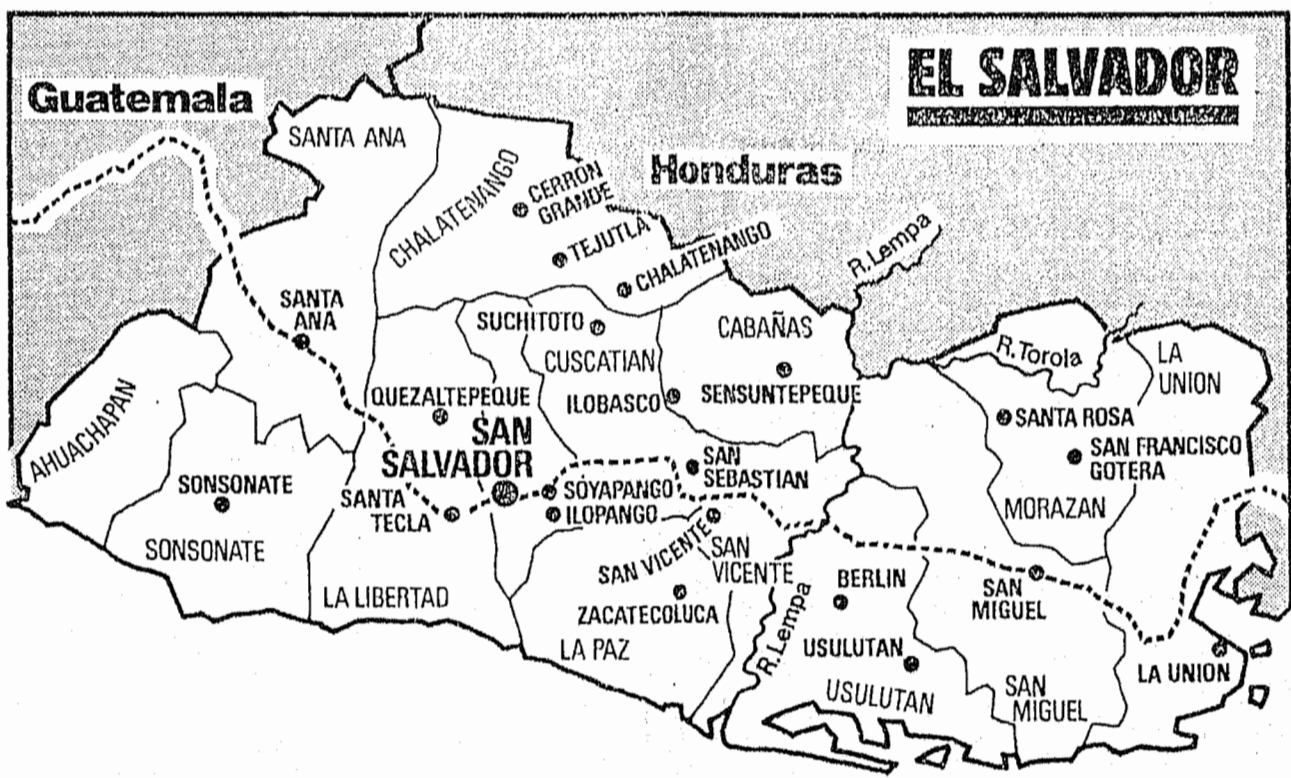 EL SALVADOR
Guatemala
SANTA ANA
Honduras
CHALATENANGO
CERRON
GRANDE
TEJUTLA
CHALATENANGO
R. Lempa
SANTA
ANA
SUCHITOTO
CABAÑAS
CUSCATIAN
R. Torola
LA
UNION
AHUACHAPAN
QUEZALTEPEQUE
ILOBASCO
SENSUNTEPEQUE
SANTA ROSA
SAN
SALVADOR
SAN FRANCISCO
GOTERA
SAN
SEBASTIAN
SONSONATE
SANTA
TECLA
SOYAPANGO
ILOPANGO
MORAZAN
SONSONATE
SAN VICENTE
SAN
VICENTE
LA LIBERTAD
ZACATECOLUCA
BERLIN
SAN
MIGUEL
LA PAZ
R. Lempa
USULUTAN
LA UNION
USULUTAN
SAN
MIGUEL